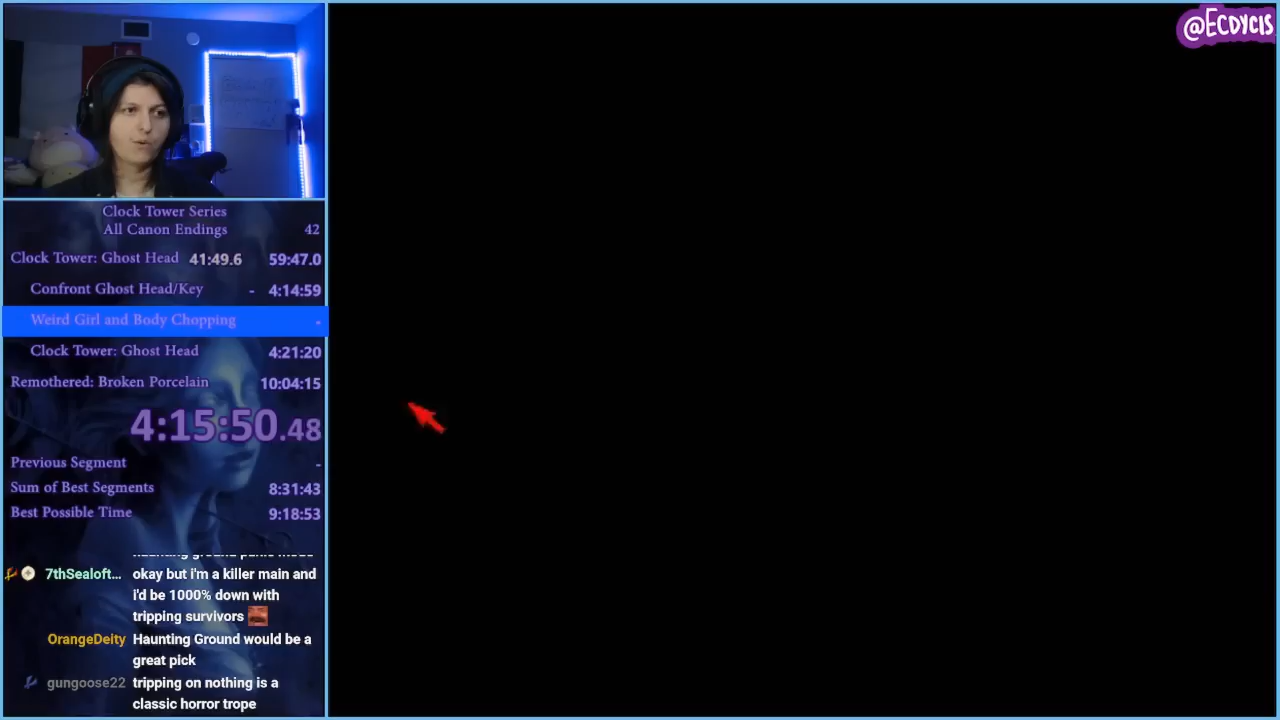 @ECDYCIS
Clock Tower Series
All Canon Endings 42
Clock Tower: Ghost Head 41:49.6 59:47.0
Confront Ghost Head/Key - 4:14:59
Weird Girl and Body Chopping -
Clock Tower: Ghost Head 4:21:20
Remothered: Broken Porcelain 10:04:15
4:15:50.48
Previous Segment -
Sum of Best Segments 8:31:43
Best Possible Time 9:18:53
haunting ground panic mode
7thSealoft... okay but i'm a killer main and
i'd be 1000% down with
tripping survivors
OrangeDeity Haunting Ground would be a
great pick
gungoose22 tripping on nothing is a
classic horror trope